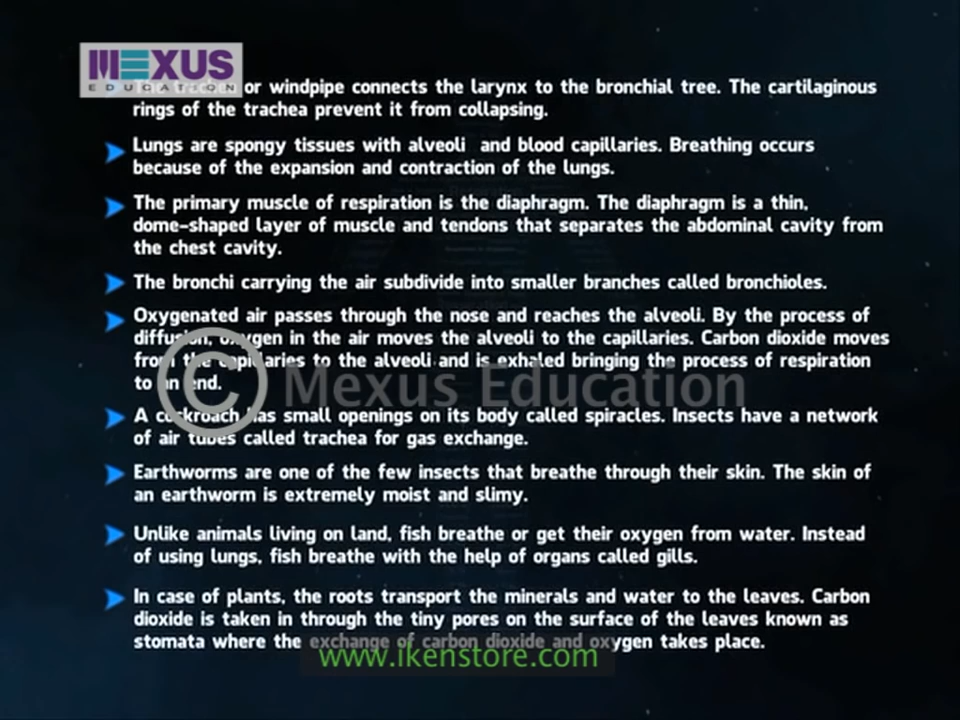 MEXUS
EDUCATION
The trachea or windpipe connects the larynx to the bronchial tree. The cartilaginous
rings of the trachea prevent it from collapsing.
Lungs are spongy tissues with alveoli and blood capillaries. Breathing occurs
because of the expansion and contraction of the lungs.
The primary muscle of respiration is the diaphragm. The diaphragm is a thin,
dome-shaped layer of muscle and tendons that separates the abdominal cavity from
the chest cavity.
The bronchi carrying the air subdivide into smaller branches called bronchioles.
Oxygenated air passes through the nose and reaches the alveoli. By the process of
diffusion, oxygen in the air moves the alveoli to the capillaries. Carbon dioxide moves
from the capillaries to the alveoli and is exhaled bringing the process of respiration
to an end.
© Mexus Education
A cockroach has small openings on its body called spiracles. Insects have a network
of air tubes called trachea for gas exchange.
Earthworms are one of the few insects that breathe through their skin. The skin of
an earthworm is extremely moist and slimy.
Unlike animals living on land, fish breathe or get their oxygen from water. Instead
of using lungs, fish breathe with the help of organs called gills.
In case of plants, the roots transport the minerals and water to the leaves. Carbon
dioxide is taken in through the tiny pores on the surface of the leaves known as
stomata where the exchange of carbon dioxide and oxygen takes place.
www.ikenstore.com